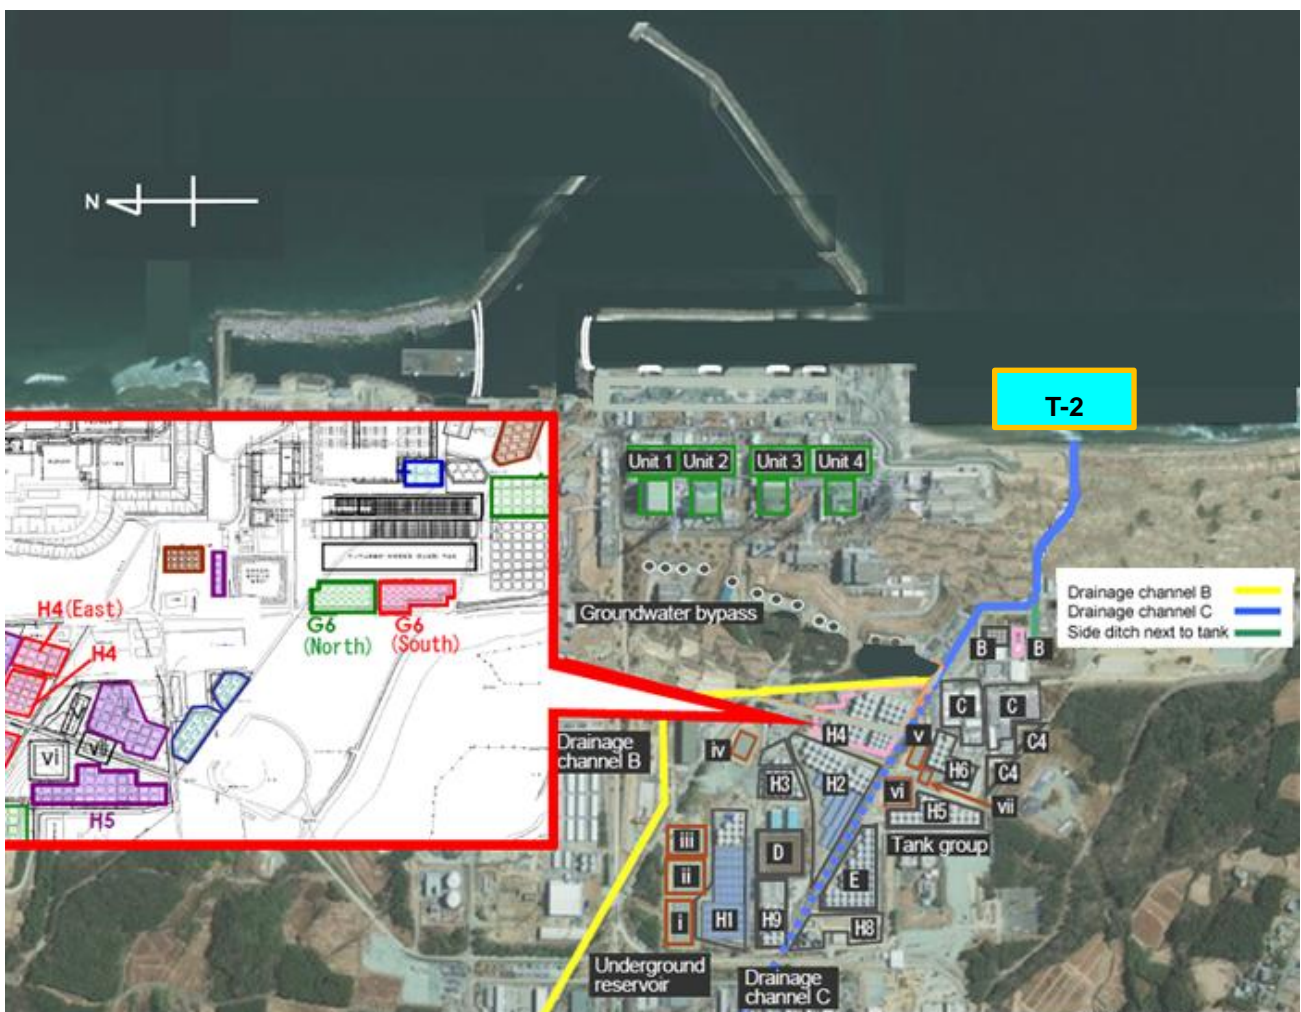 N
T-2
Unit 1
Unit 2
Unit 3
Unit 4
Groundwater bypass
Drainage channel B
Drainage channel C
Side ditch next to tank
B
B
H4(East)
H4
G6
(North)
G6
(South)
vi
vii
H5
C
C
C4
C4
Drainage
channel B
iv
H4
v
H3
H2
H6
vi
H5
vii
Tank group
iii
ii
i
D
E
H1
H9
H8
Underground
reservoir
Drainage
channel C